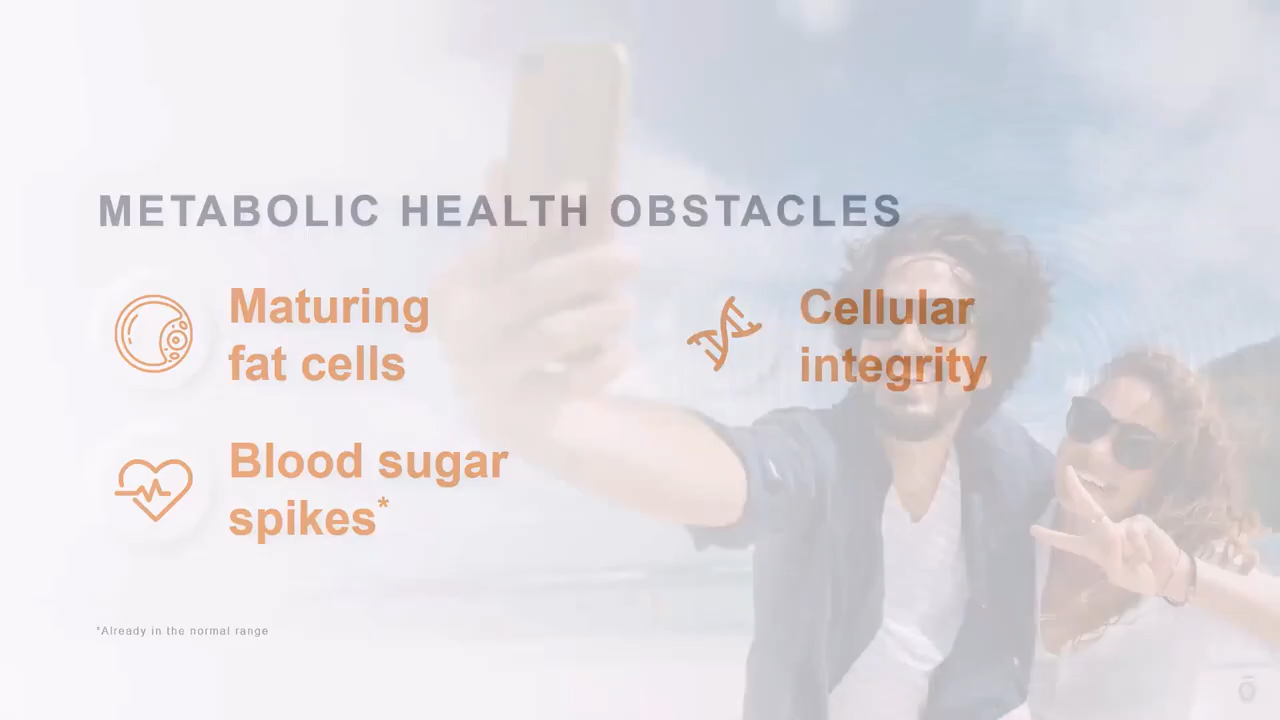 METABOLIC HEALTH OBSTACLES
Maturing
fat cells
Cellular
integrity
Blood sugar
spikes*
*Already in the normal range
ō